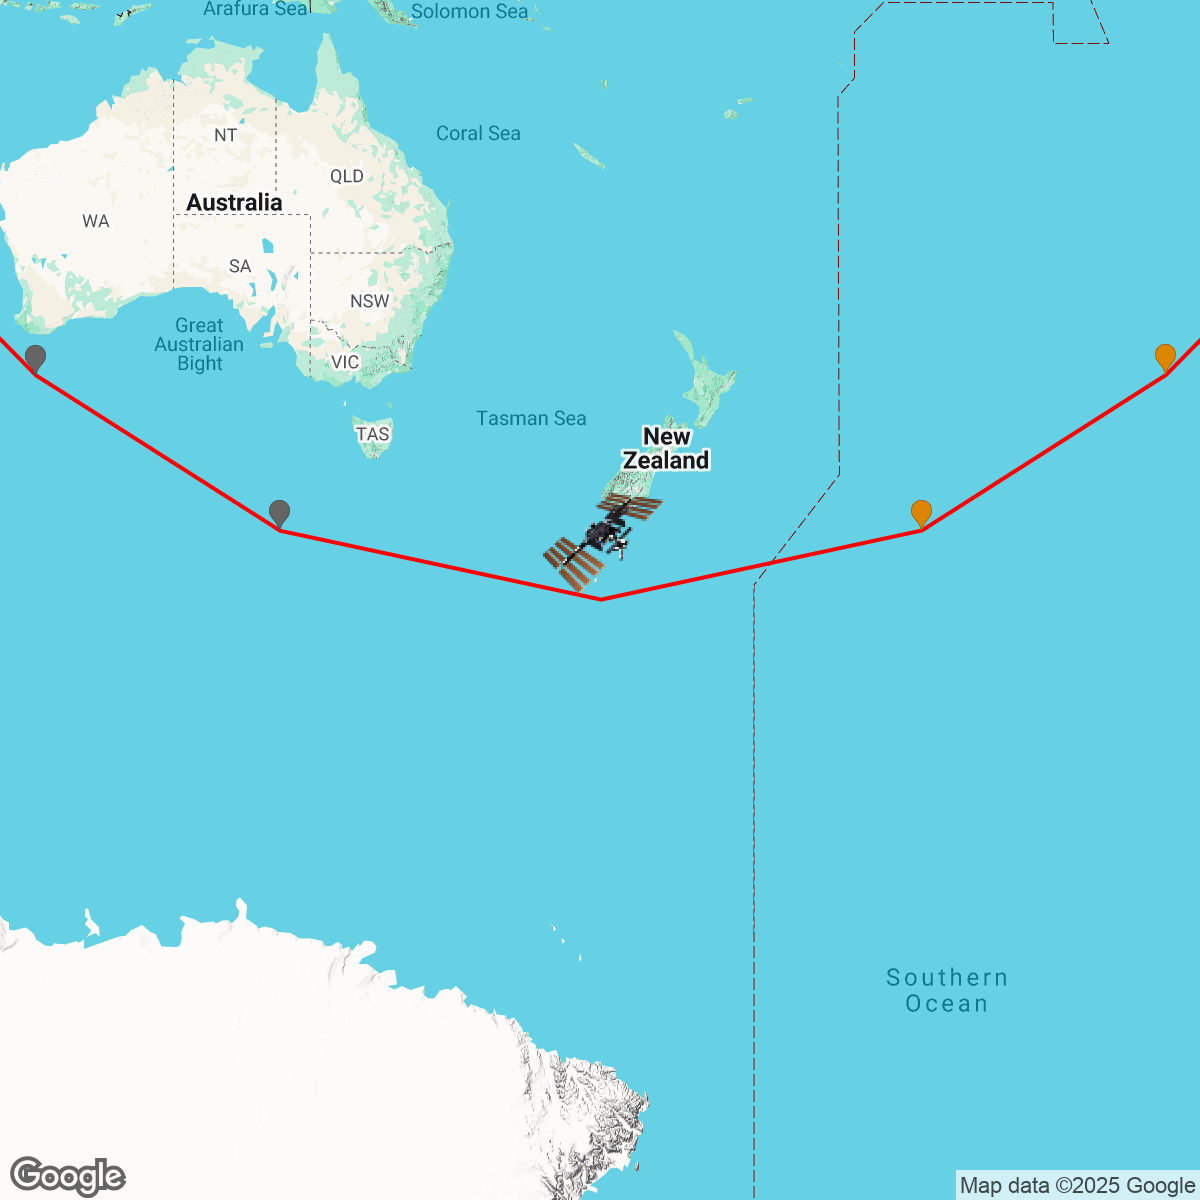 Arafura Sea
Solomon Sea
Coral Sea
NT
QLD
Australia
WA
SA
NSW
Great
Australian
Bight
VIC
Tasman Sea
TAS
New
Zealand
Southern
Ocean
Google
Map data ©2025 Google